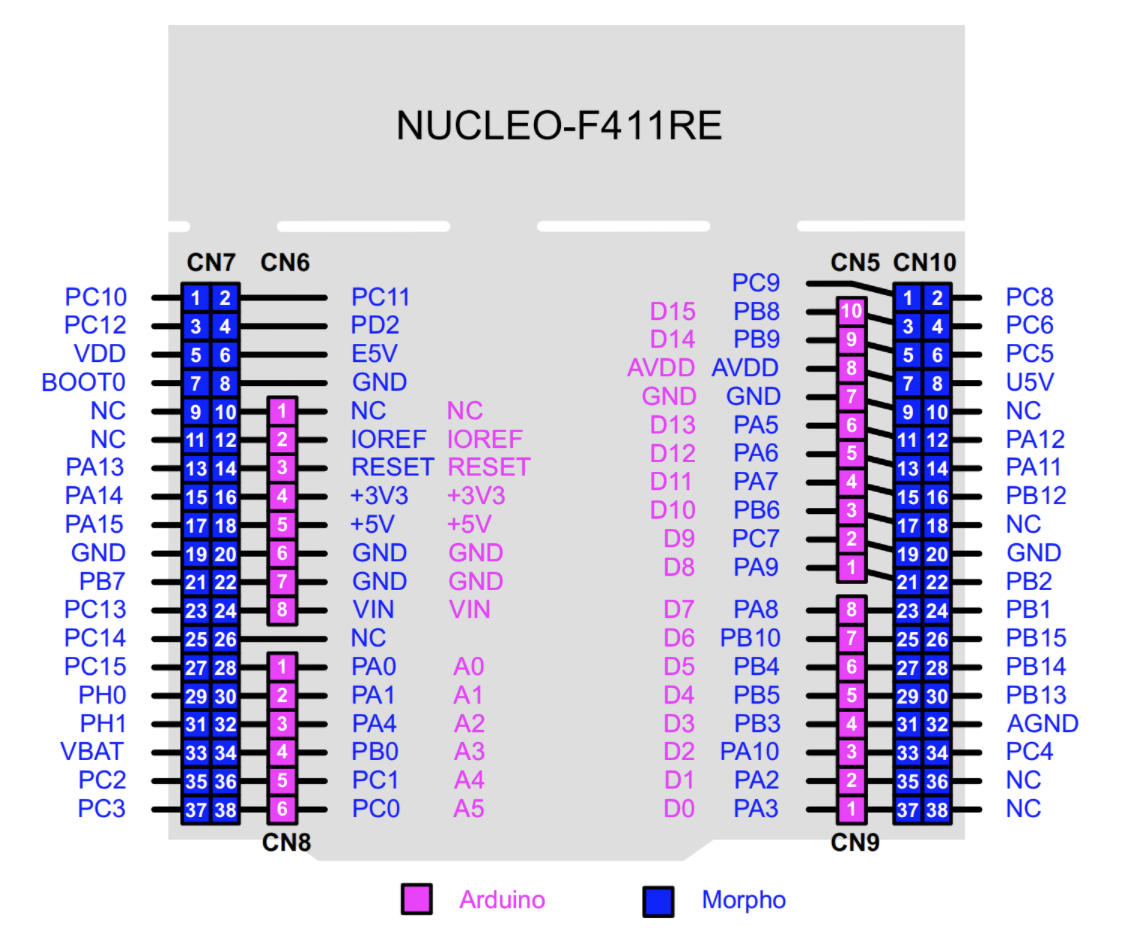 NUCLEO-F411RE
CN7 CN6 CN5 CN10
PC9
PC10 1 2 PC11 1 2 PC8
D15 PB8 10
PC12 3 4 PD2 3 4 PC6
D14 PB9 9
VDD 5 6 E5V 5 6 PC5
AVDD AVDD 8
BOOT0 7 8 GND 7 8 U5V
GND GND 7
NC 9 10 1 NC NC 9 10 NC
D13 PA5 6
NC 11 12 2 IOREF IOREF 11 12 PA12
D12 PA6 5
PA13 13 14 3 RESET RESET 13 14 PA11
D11 PA7 4
PA14 15 16 4 +3V3 +3V3 15 16 PB12
D10 PB6 3
PA15 17 18 5 +5V +5V 17 18 NC
D9 PC7 2
GND 19 20 6 GND GND 19 20 GND
D8 PA9 1
PB7 21 22 7 GND GND 21 22 PB2
PC13 23 24 8 VIN VIN D7 PA8 8 23 24 PB1
PC14 25 26 NC D6 PB10 7 25 26 PB15
PC15 27 28 1 PA0 A0 D5 PB4 6 27 28 PB14
PH0 29 30 2 PA1 A1 D4 PB5 5 29 30 PB13
PH1 31 32 3 PA4 A2 D3 PB3 4 31 32 AGND
VBAT 33 34 4 PB0 A3 D2 PA10 3 33 34 PC4
PC2 35 36 5 PC1 A4 D1 PA2 2 35 36 NC
PC3 37 38 6 PC0 A5 D0 PA3 1 37 38 NC
CN8 CN9
Arduino Morpho